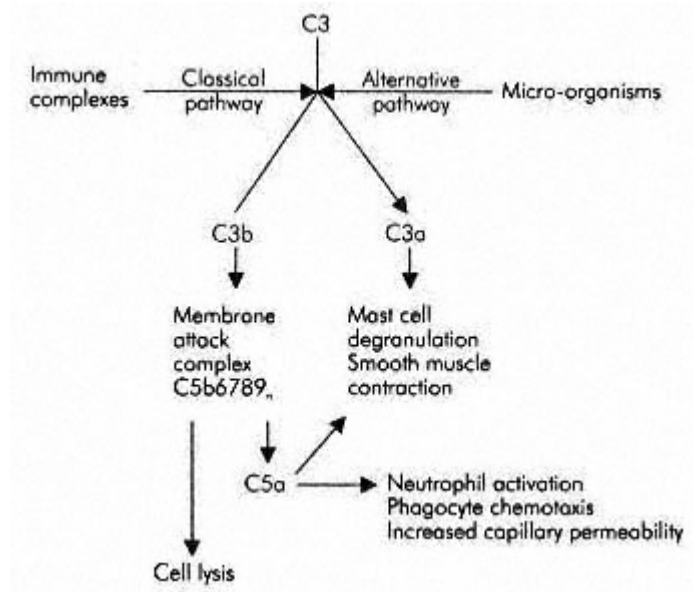 C3
Immune
complexes
Classical
pathway
Alternative
pathway
Micro-organisms
C3b
C3a
Membrane
attack
complex
C5b6789n
Mast cell
degranulation
Smooth muscle
contraction
C5a
Neutrophil activation
Phagocyte chemotaxis
Increased capillary permeability
Cell lysis